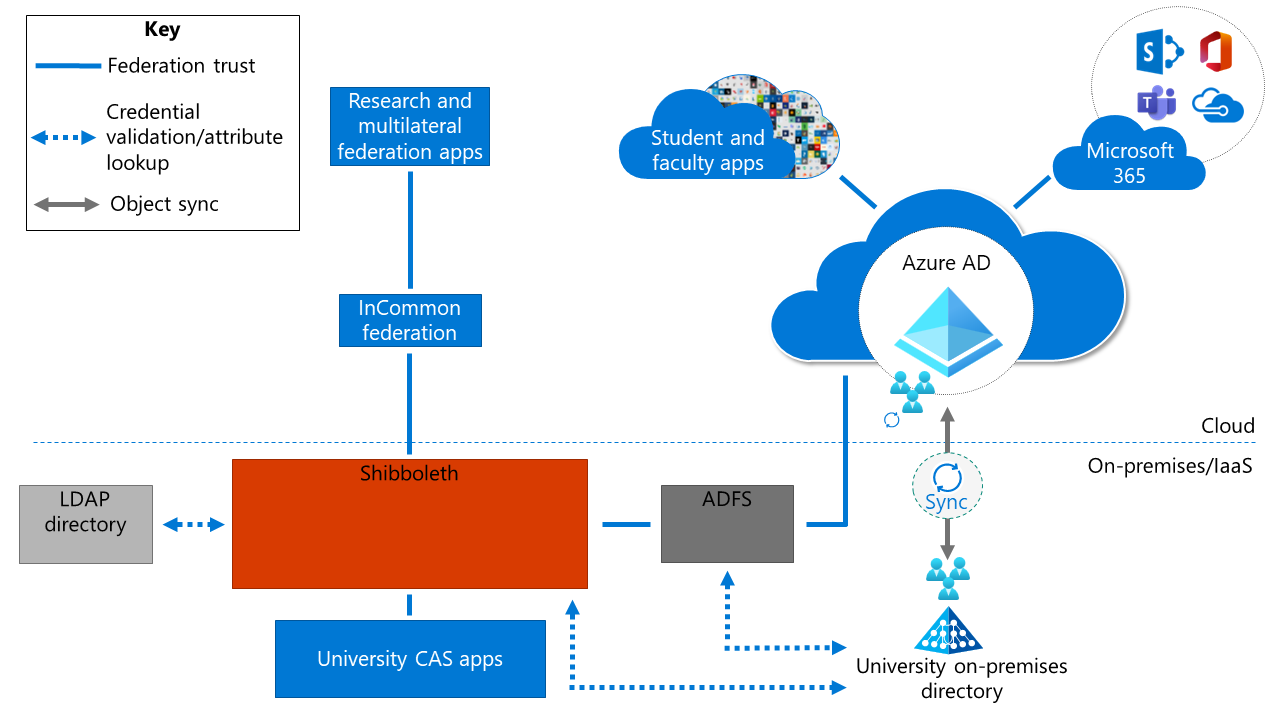 Key
Federation trust
Credential
validation/attribute
lookup
Object sync
Research and
multilateral
federation apps
Student and
faculty apps
S
T
Microsoft
365
Azure AD
InCommon
federation
Cloud
On-premises/IaaS
Shibboleth
LDAP
directory
ADFS
Sync
University CAS apps
University on-premises
directory